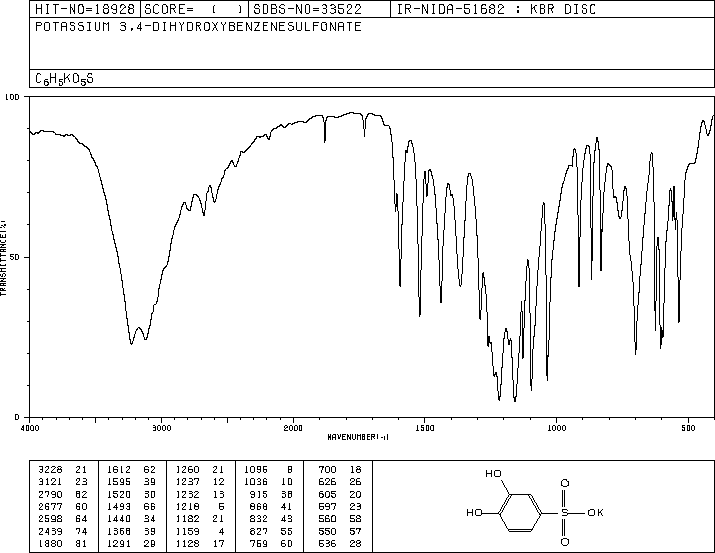 HIT-NO=18928 SCORE= ( ) SDBS-NO=33522 IR-NIDA-51682 : KBR DISC
POTASSIUM 3,4-DIHYDROXYBENZENESULFONATE
C6H5KO5S
100
50
0
TRANSMITTANCE(%)
4000 3000 2000 1500 1000 500
WAVENUMBER(-1)
3228 21 1612 62 1260 21 1096 8 700 18
3121 23 1595 39 1237 12 1036 10 626 26
2790 62 1520 30 1232 13 915 38 605 20
2677 60 1493 66 1218 5 868 41 597 23
2598 64 1440 34 1182 21 832 43 560 58
2439 74 1368 39 1159 4 827 55 550 57
1880 81 1291 29 1128 17 759 60 536 28
HO
HO
O
S
OK
O